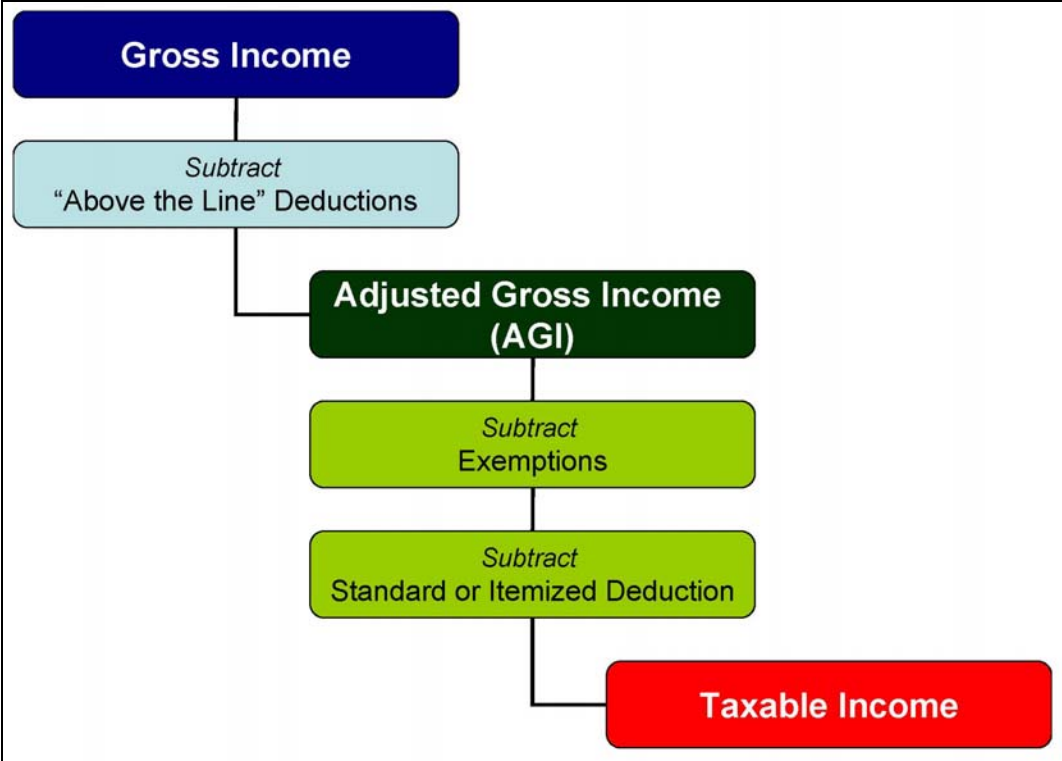 Gross Income
Subtract
“Above the Line” Deductions
Adjusted Gross Income
(AGI)
Subtract
Exemptions
Subtract
Standard or Itemized Deduction
Taxable Income